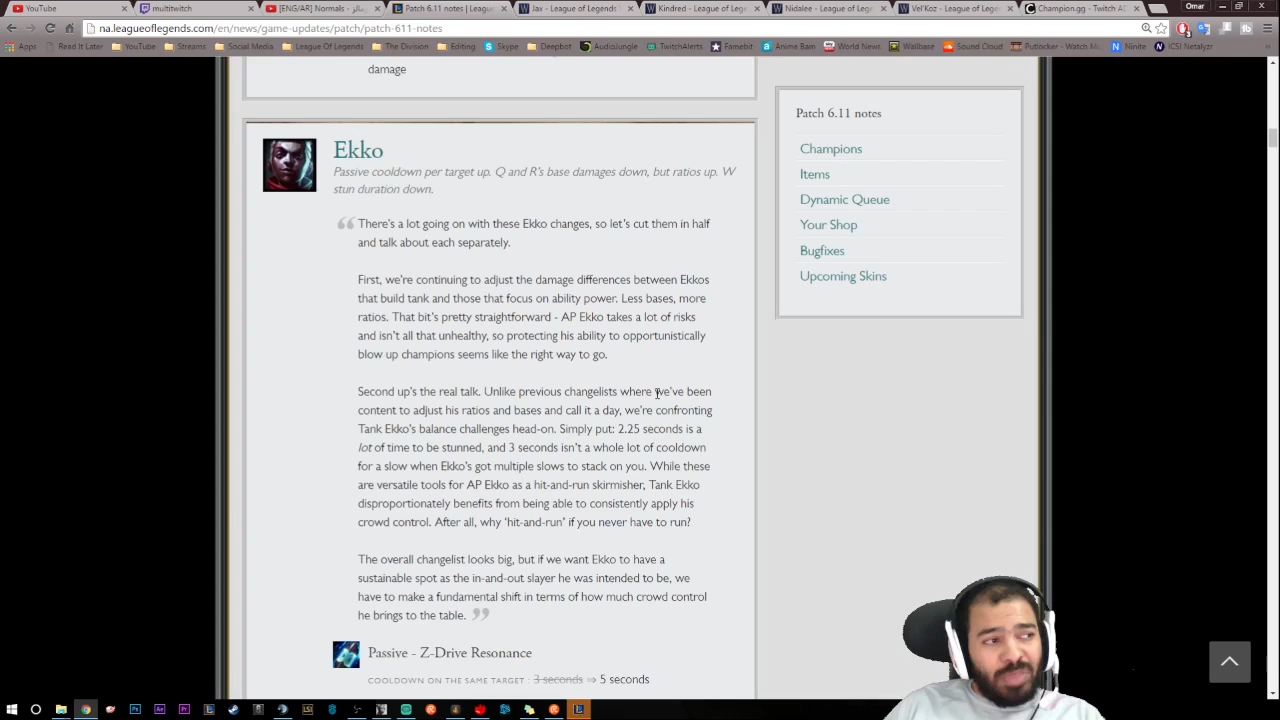 YouTube
multitwitch
[ENG/AR] Normals - سالز
Patch 6.11 notes | League
Jax - League of Legends
Kindred - League of Lege
Nidalee - League of Lege
Vel'Koz - League of Lege
Champion.gg - Tactics A
Omar
na.leagueoflegends.com/en/news/game-updates/patch/patch-611-notes
Apps
Read It Later
YouTube
Streams
Social Media
League Of Legends
The Division
Editing
Skype
Deepbot
AudioJungle
TwitchAlerts
Famebit
Anime Bam
World News
Wallbase
Sound Cloud
Putlocker - Watch Mo
Ninite
ICSI Netalyzr
damage
Ekko
Passive cooldown per target up. Q and R's base damages down, but ratios up. W
stun duration down.
There's a lot going on with these Ekko changes, so let's cut them in half
and talk about each separately.
First, we're continuing to adjust the damage differences between Ekkos
that build tank and those that focus on ability power. Less bases, more
ratios. That bit's pretty straightforward - AP Ekko takes a lot of risks
and isn't all that unhealthy, so protecting his ability to opportunistically
blow up champions seems like the right way to go.
Second up's the real talk. Unlike previous changelists where we've been
content to adjust his ratios and bases and call it a day, we're confronting
Tank Ekko's balance challenges head-on. Simply put: 2.25 seconds is a
lot of time to be stunned, and 3 seconds isn't a whole lot of cooldown
for a slow when Ekko's got multiple slows to stack on you. While these
are versatile tools for AP Ekko as a hit-and-run skirmisher, Tank Ekko
disproportionately benefits from being able to consistently apply his
crowd control. After all, why 'hit-and-run' if you never have to run?
The overall changelist looks big, but if we want Ekko to have a
sustainable spot as the in-and-out slayer he was intended to be, we
have to make a fundamental shift in terms of how much crowd control
he brings to the table.
Passive - Z-Drive Resonance
COOLDOWN ON THE SAME TARGET : 3 seconds ⇒ 5 seconds
Patch 6.11 notes
Champions
Items
Dynamic Queue
Your Shop
Bugfixes
Upcoming Skins